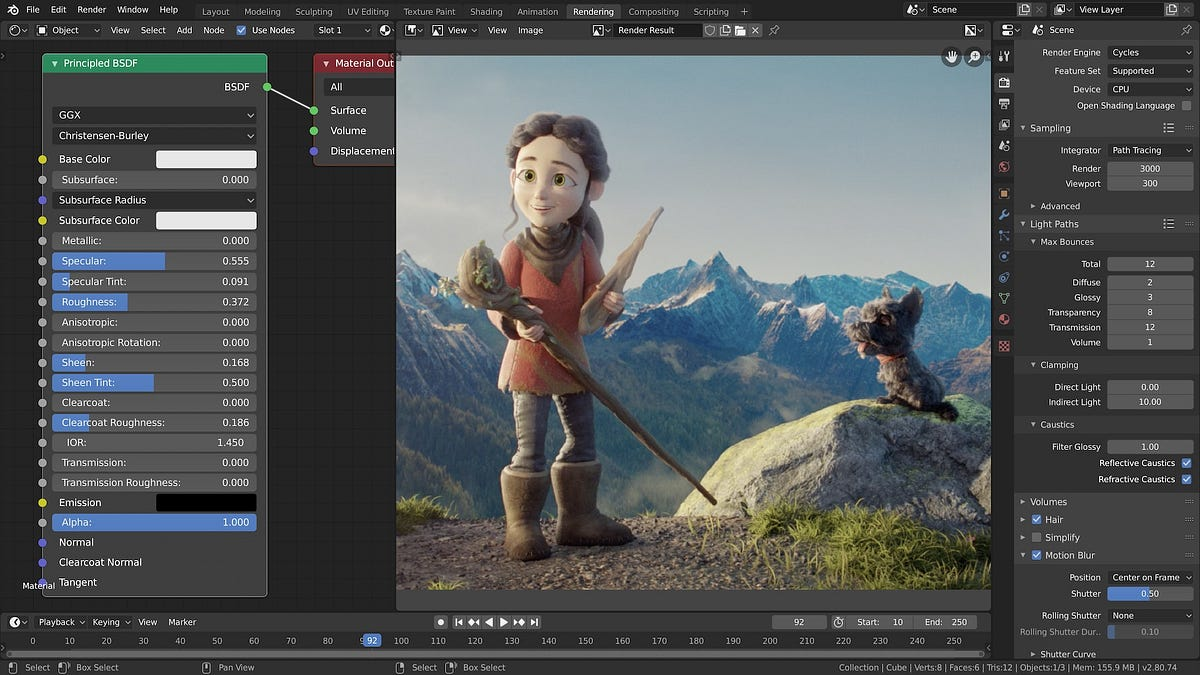 File Edit Render Window Help
Layout Modeling Sculpting UV Editing Texture Paint Shading Animation Rendering Compositing Scripting +
Scene
View Layer
Object View Select Add Node Use Nodes Slot 1
View View Image Render Result
Scene
Principled BSDF
BSDF
GGX
Christensen-Burley
Base Color
Subsurface: 0.000
Subsurface Radius
Subsurface Color
Metallic: 0.000
Specular: 0.555
Specular Tint: 0.091
Roughness: 0.372
Anisotropic: 0.000
Anisotropic Rotation: 0.000
Sheen: 0.168
Sheen Tint: 0.500
Clearcoat: 0.000
Clearcoat Roughness: 0.186
IOR: 1.450
Transmission: 0.000
Transmission Roughness: 0.000
Emission
Alpha: 1.000
Normal
Clearcoat Normal
Tangent
Material
Material Out
All
Surface
Volume
Displacement
Render Engine Cycles
Feature Set Supported
Device CPU
Open Shading Language
Sampling
Integrator Path Tracing
Render 3000
Viewport 300
Advanced
Light Paths
Max Bounces
Total 12
Diffuse 2
Glossy 3
Transparency 8
Transmission 12
Volume 1
Clamping
Direct Light 0.00
Indirect Light 10.00
Caustics
Filter Glossy 1.00
Reflective Caustics
Refractive Caustics
Volumes
Hair
Simplify
Motion Blur
Position Center on Frame
Shutter 0.50
Rolling Shutter None
Rolling Shutter Dur.. 0.10
Shutter Curve
Playback Keying View Marker
92 Start: 10 End: 250
0 10 20 30 40 50 60 70 80 92 100 110 120 130 140 150 160 170 180 190 200 210 220 230 240 250
Select Box Select Pan View Select Box Select
Collection | Cube | Verts:8 | Faces:6 | Tris:12 | Objects:1/3 | Mem: 155.9 MB | v2.80.74